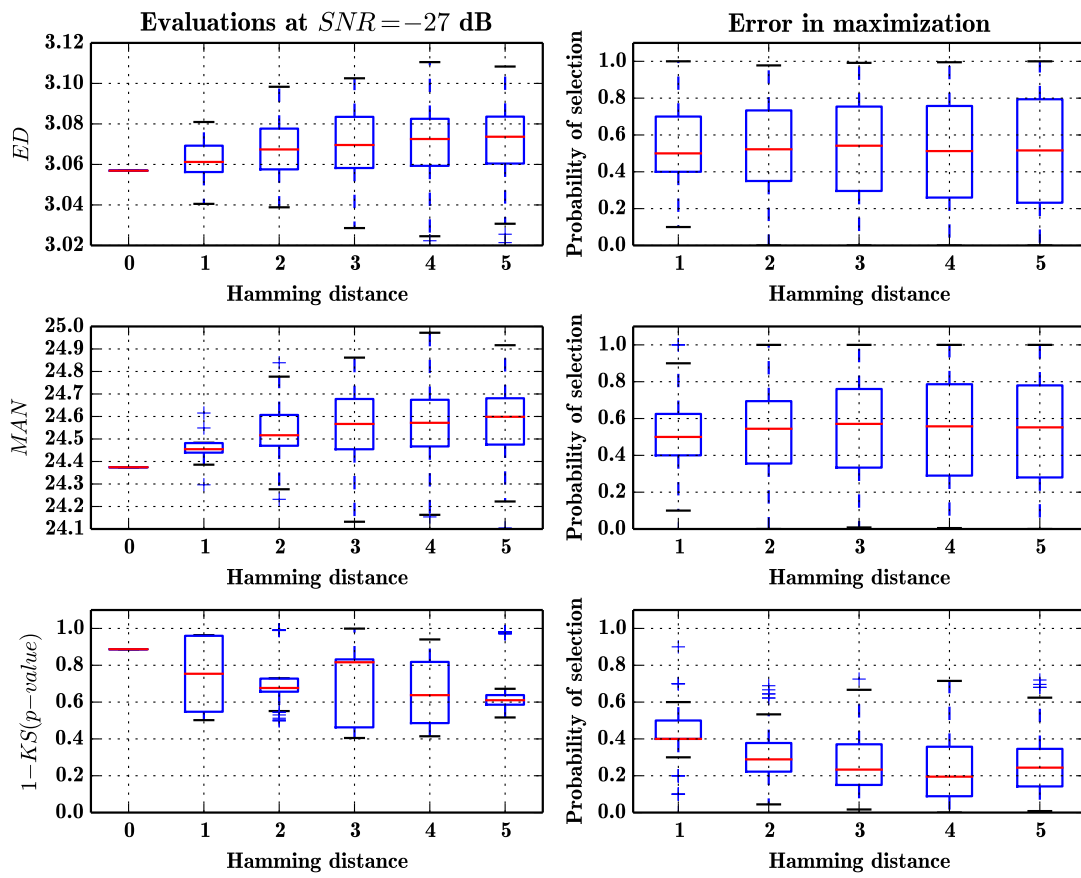 Evaluations at SNR=−27 dB
ED
3.12
3.10
3.08
3.06
3.04
3.02
0 1 2 3 4 5
Hamming distance
Error in maximization
Probability of selection
1.0
0.8
0.6
0.4
0.2
0.0
1 2 3 4 5
Hamming distance
MAN
25.0
24.9
24.8
24.7
24.6
24.5
24.4
24.3
24.2
24.1
0 1 2 3 4 5
Hamming distance
Probability of selection
1.0
0.8
0.6
0.4
0.2
0.0
1 2 3 4 5
Hamming distance
1−KS(p−value)
1.0
0.8
0.6
0.4
0.2
0.0
0 1 2 3 4 5
Hamming distance
Probability of selection
1.0
0.8
0.6
0.4
0.2
0.0
1 2 3 4 5
Hamming distance